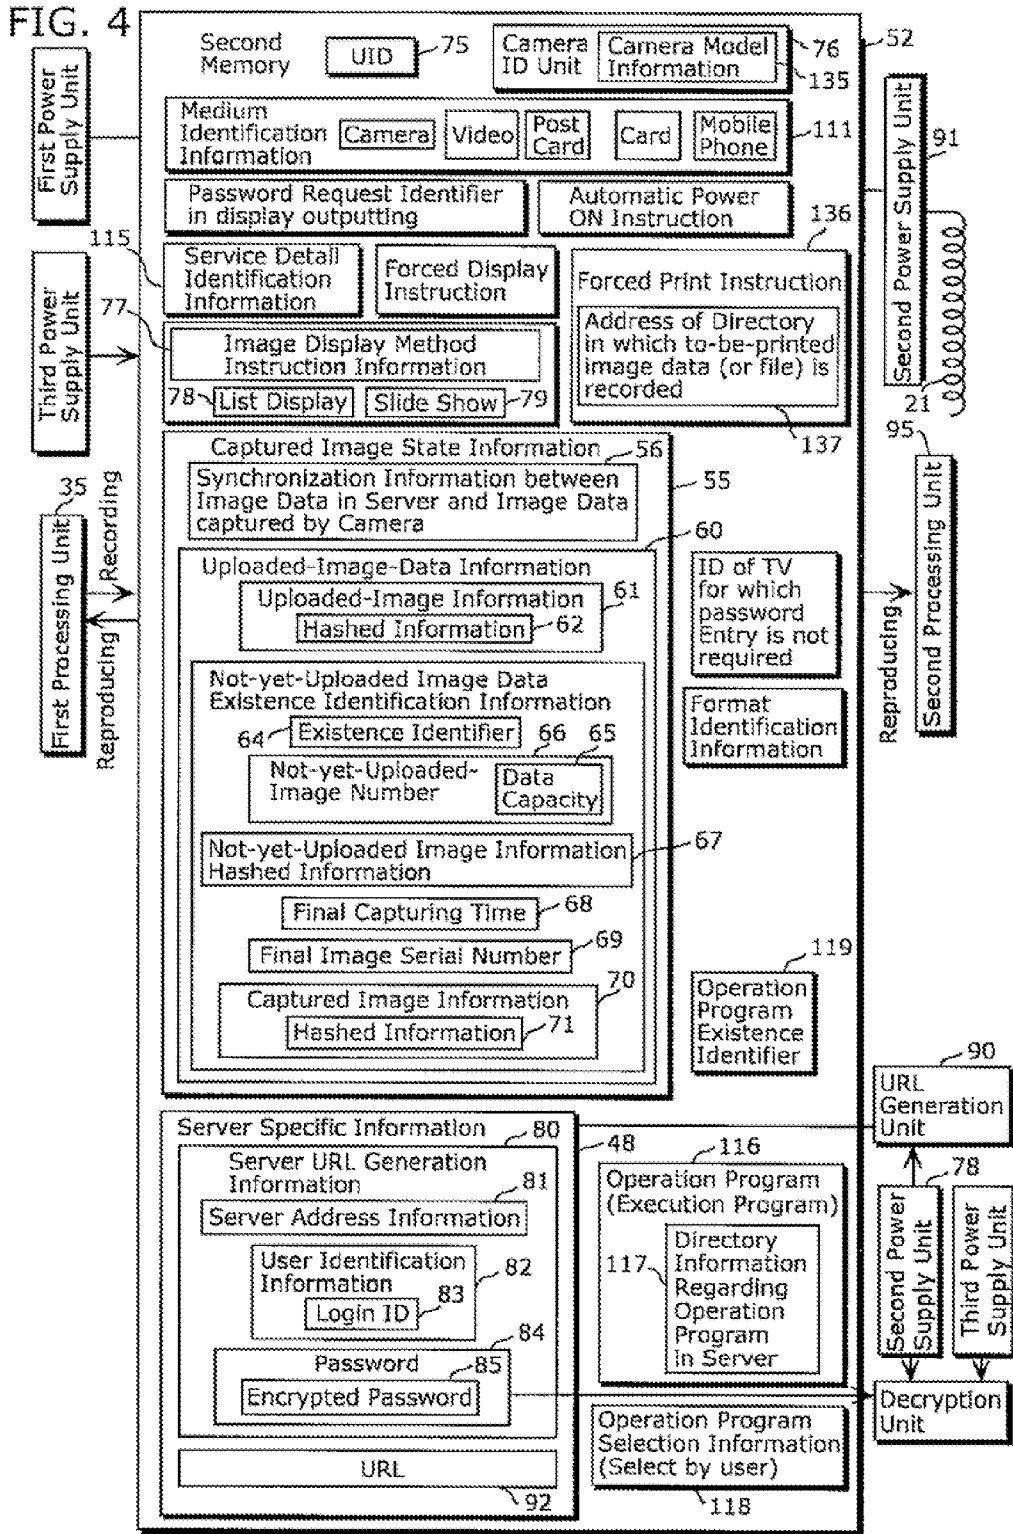 FIG. 4
First Power
Supply Unit
Third Power
Supply Unit
35
First Processing Unit
Recording
Reproducing
Second
Memory
UID
75
Camera
ID Unit
Camera Model
Information
76
135
52
Medium
Identification
Information
Camera
Video
Post
Card
Card
Mobile
Phone
111
Password Request Identifier
in display outputting
Automatic Power
ON Instruction
115
Service Detail
Identification
Information
Forced Display
Instruction
136
Forced Print Instruction
Address of Directory
in which to-be-printed
image data (or file) is
recorded
137
77
Image Display Method
Instruction Information
78
List Display
Slide Show
79
Second Power Supply Unit
91
21
Captured Image State Information
56
55
Synchronization Information between
Image Data in Server and Image Data
captured by Camera
60
Uploaded-Image-Data Information
Uploaded-Image Information
61
Hashed Information
62
Not-yet-Uploaded Image Data
Existence Identification Information
64
Existence Identifier
66
65
Not-yet-Uploaded-
Image Number
Data
Capacity
Not-yet-Uploaded Image Information
Hashed Information
67
Final Capturing Time
68
Final Image Serial Number
69
70
Captured Image Information
Hashed Information
71
ID of TV
for which
password
Entry is not
required
Format
Identification
Information
119
Operation
Program
Existence
Identifier
95
Reproducing
Second Processing Unit
Server Specific Information
80
48
Server URL Generation
Information
81
Server Address Information
User Identification
Information
82
Login ID
83
84
Password
85
Encrypted Password
URL
92
116
Operation Program
(Execution Program)
117
Directory
Information
Regarding
Operation
Program
in Server
Operation Program
Selection Information
(Select by user)
118
90
URL
Generation
Unit
78
Second Power
Supply Unit
Third Power
Supply Unit
Decryption
Unit